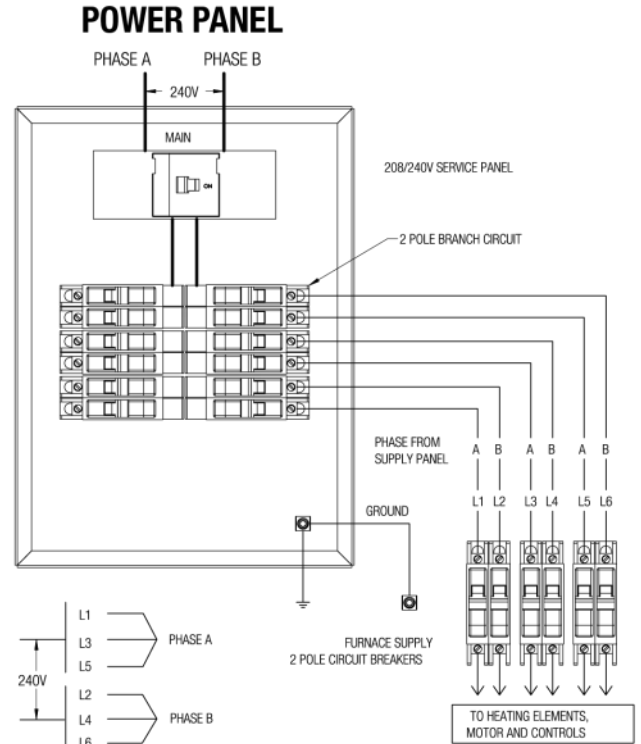 POWER PANEL
PHASE A
PHASE B
240V
MAIN
ON
208/240V SERVICE PANEL
2 POLE BRANCH CIRCUIT
PHASE FROM
SUPPLY PANEL
A B A B A B
L1 L2 L3 L4 L5 L6
GROUND
FURNACE SUPPLY
2 POLE CIRCUIT BREAKERS
L1
L3
L5
PHASE A
240V
L2
L4
L6
PHASE B
TO HEATING ELEMENTS,
MOTOR AND CONTROLS